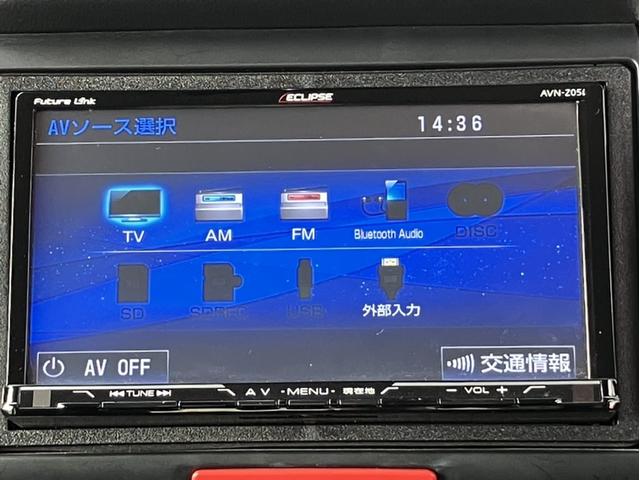 Future Link ECLIPSE AVN-Z05i
AVソース選択 14:36
TV AM FM Bluetooth Audio DISC
SD SDREC USB 外部入力
AV OFF 交通情報
TUNE AV -MENU- 現在地 - VOL +